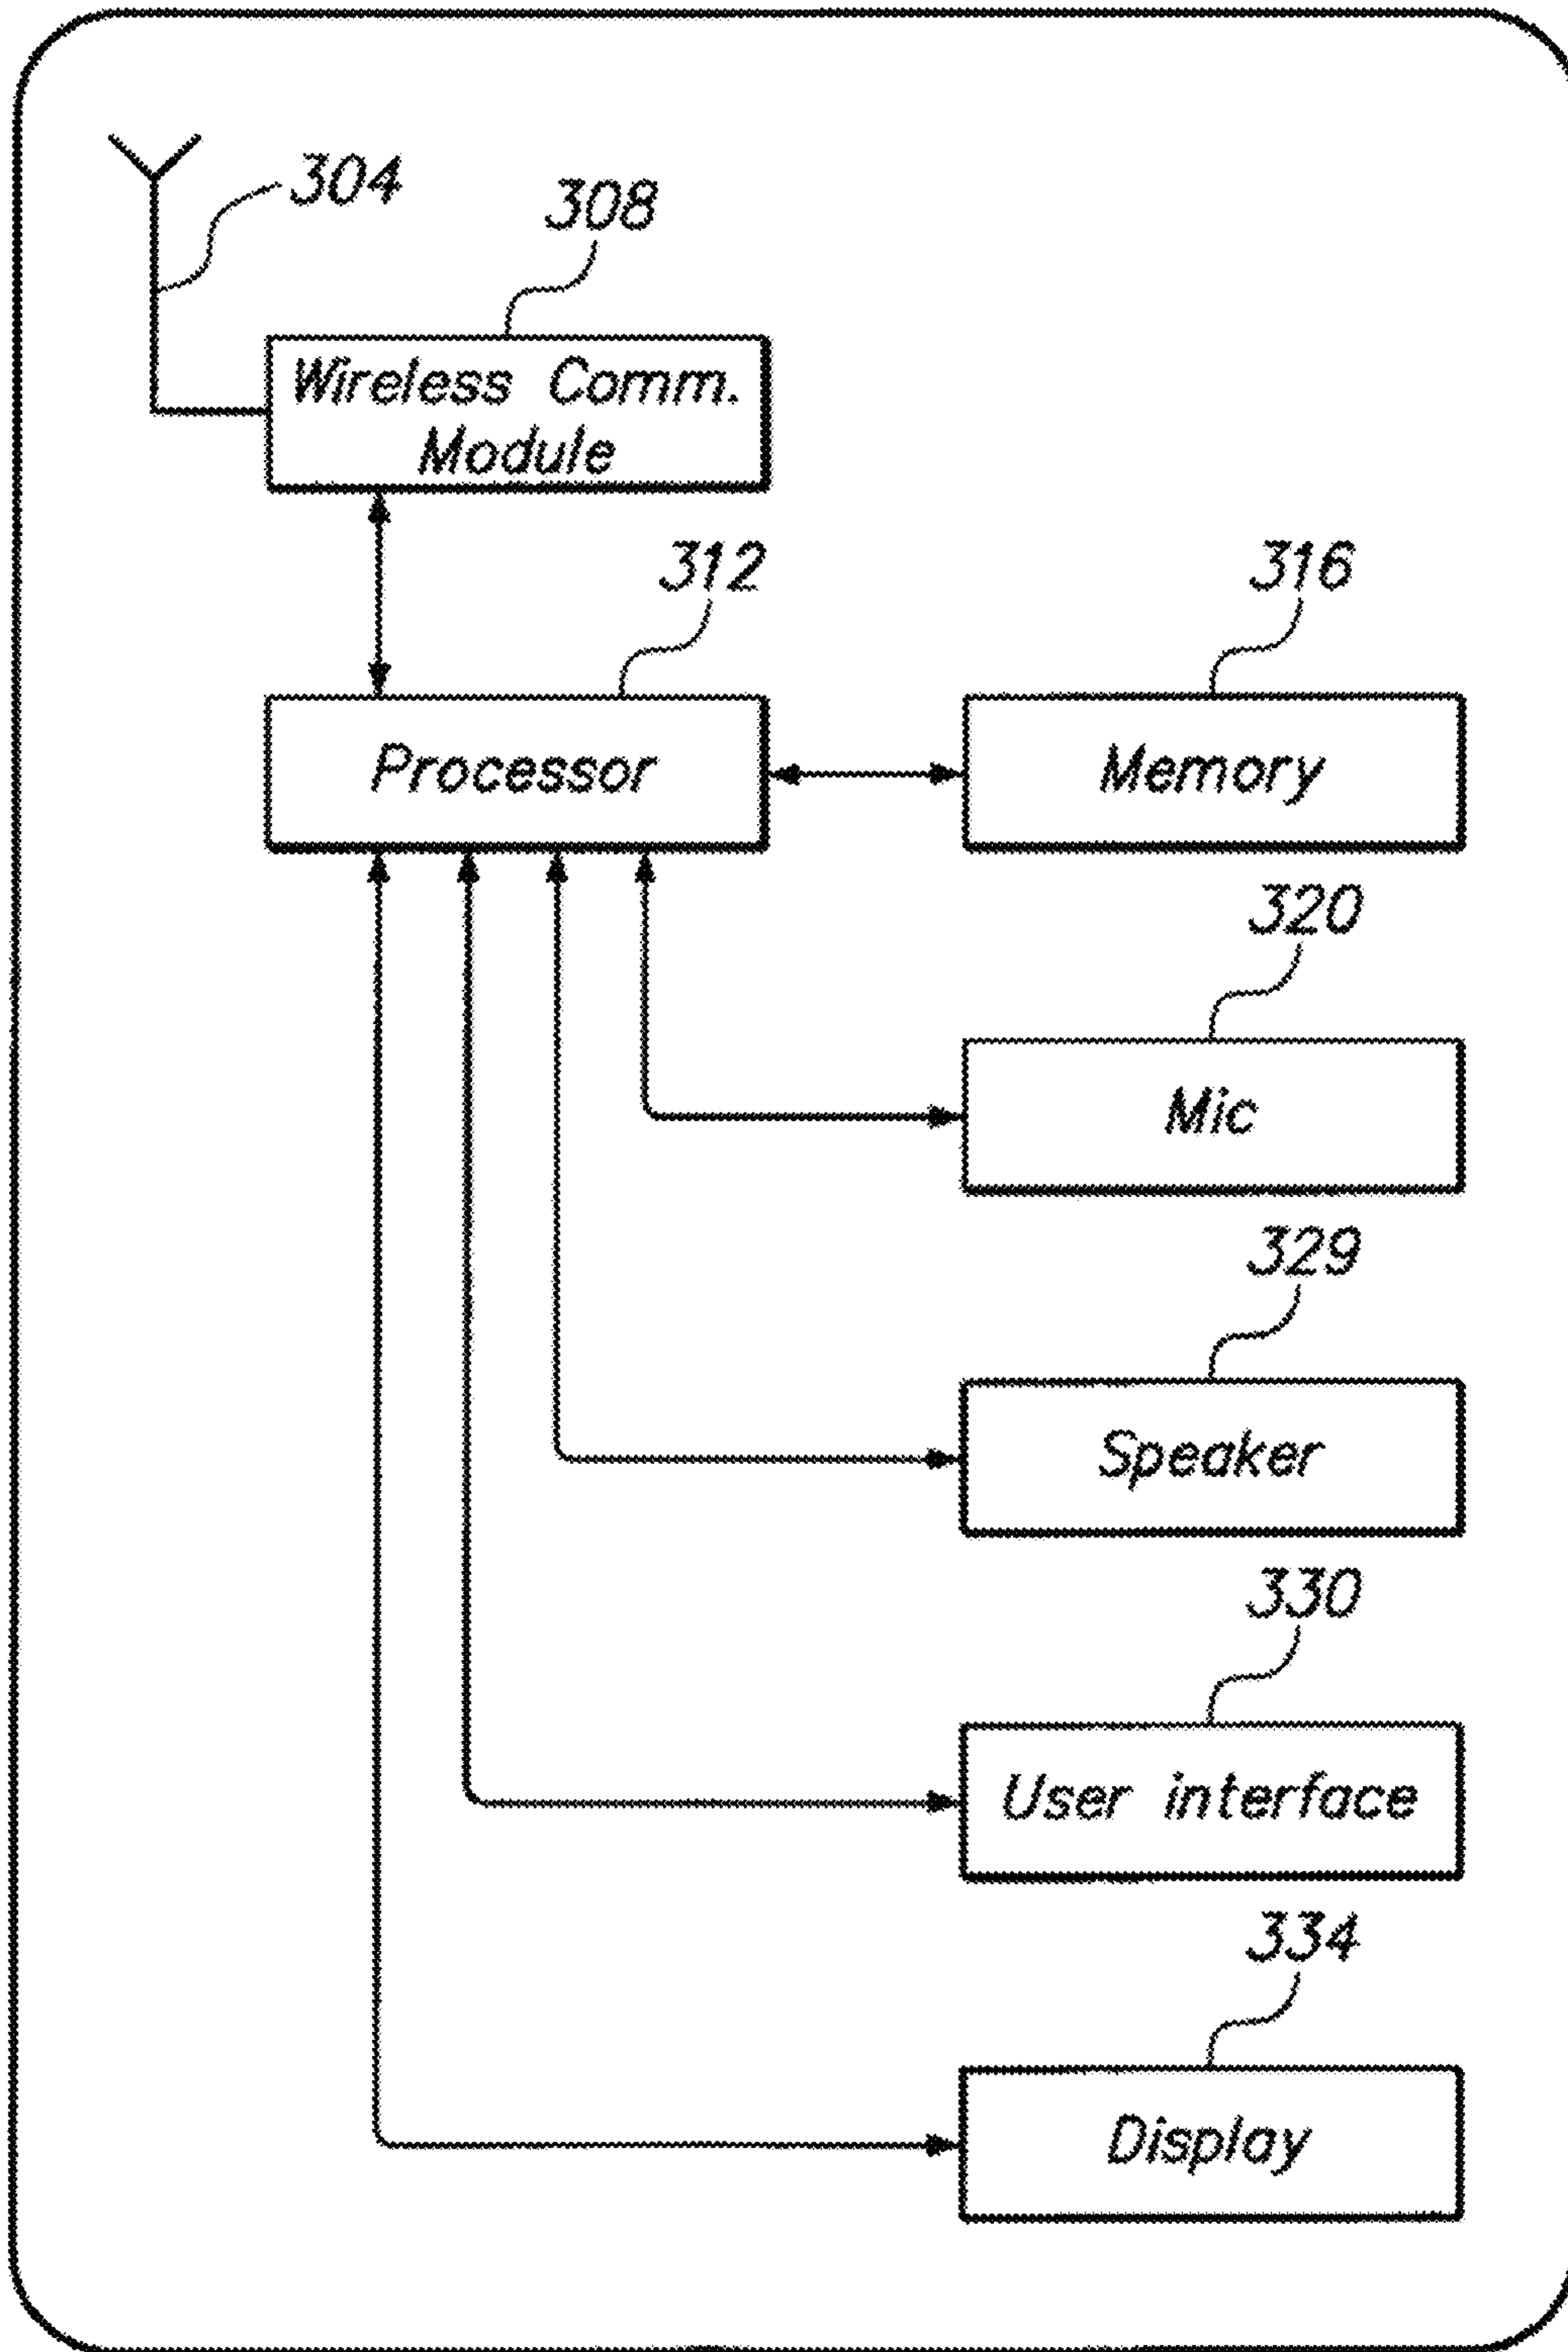 304
308
Wireless Comm.
Module
312
316
Processor
Memory
320
Mic
329
Speaker
330
User interface
334
Display